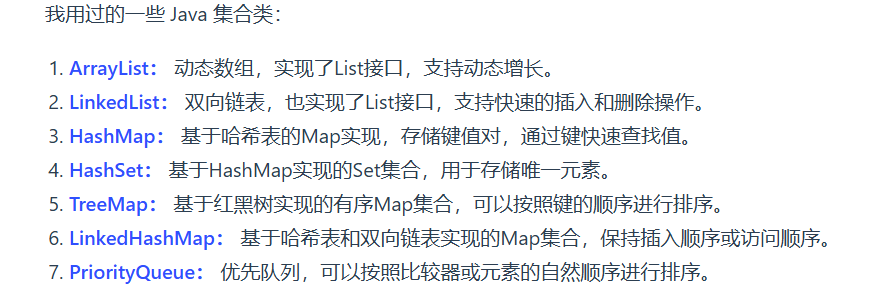 我用过的一些 Java 集合类：
1. ArrayList： 动态数组，实现了List接口，支持动态增长。
2. LinkedList： 双向链表，也实现了List接口，支持快速的插入和删除操作。
3. HashMap： 基于哈希表的Map实现，存储键值对，通过键快速查找值。
4. HashSet： 基于HashMap实现的Set集合，用于存储唯一元素。
5. TreeMap： 基于红黑树实现的有序Map集合，可以按照键的顺序进行排序。
6. LinkedHashMap： 基于哈希表和双向链表实现的Map集合，保持插入顺序或访问顺序。
7. PriorityQueue： 优先队列，可以按照比较器或元素的自然顺序进行排序。